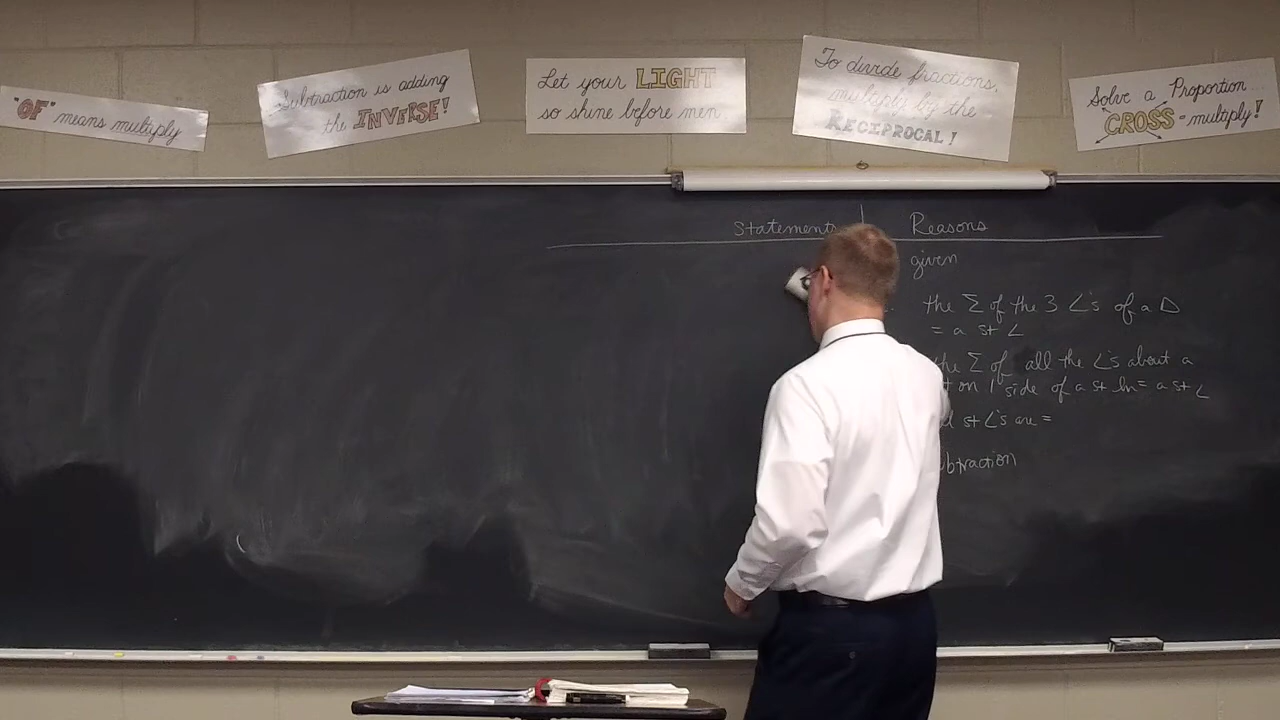 "OF" means multiply
Subtraction is adding
the INVERSE!
Let your LIGHT
so shine before men
To divide fractions,
multiply by the
RECIPROCAL!
Solve a Proportion
CROSS-multiply!
Statements Reasons
given
the Σ of the 3 ∠'s of a Δ
= a st ∠
the Σ of all the ∠'s about a
on 1 side of a st ln = a st ∠
st ∠'s are =